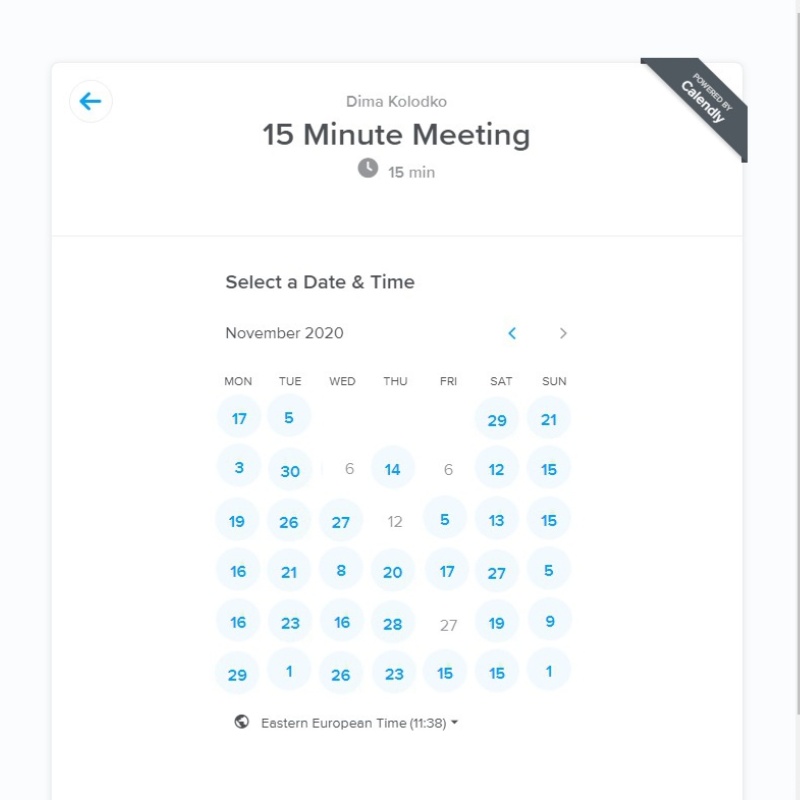 POWERED BY
Calendly
Dima Kolodko
15 Minute Meeting
15 min
Select a Date & Time
November 2020
MON TUE WED THU FRI SAT SUN
17 5 29 21
3 30 6 14 6 12 15
19 26 27 12 5 13 15
16 21 8 20 17 27 5
16 23 16 28 27 19 9
29 1 26 23 15 15 1
Eastern European Time (11:38)